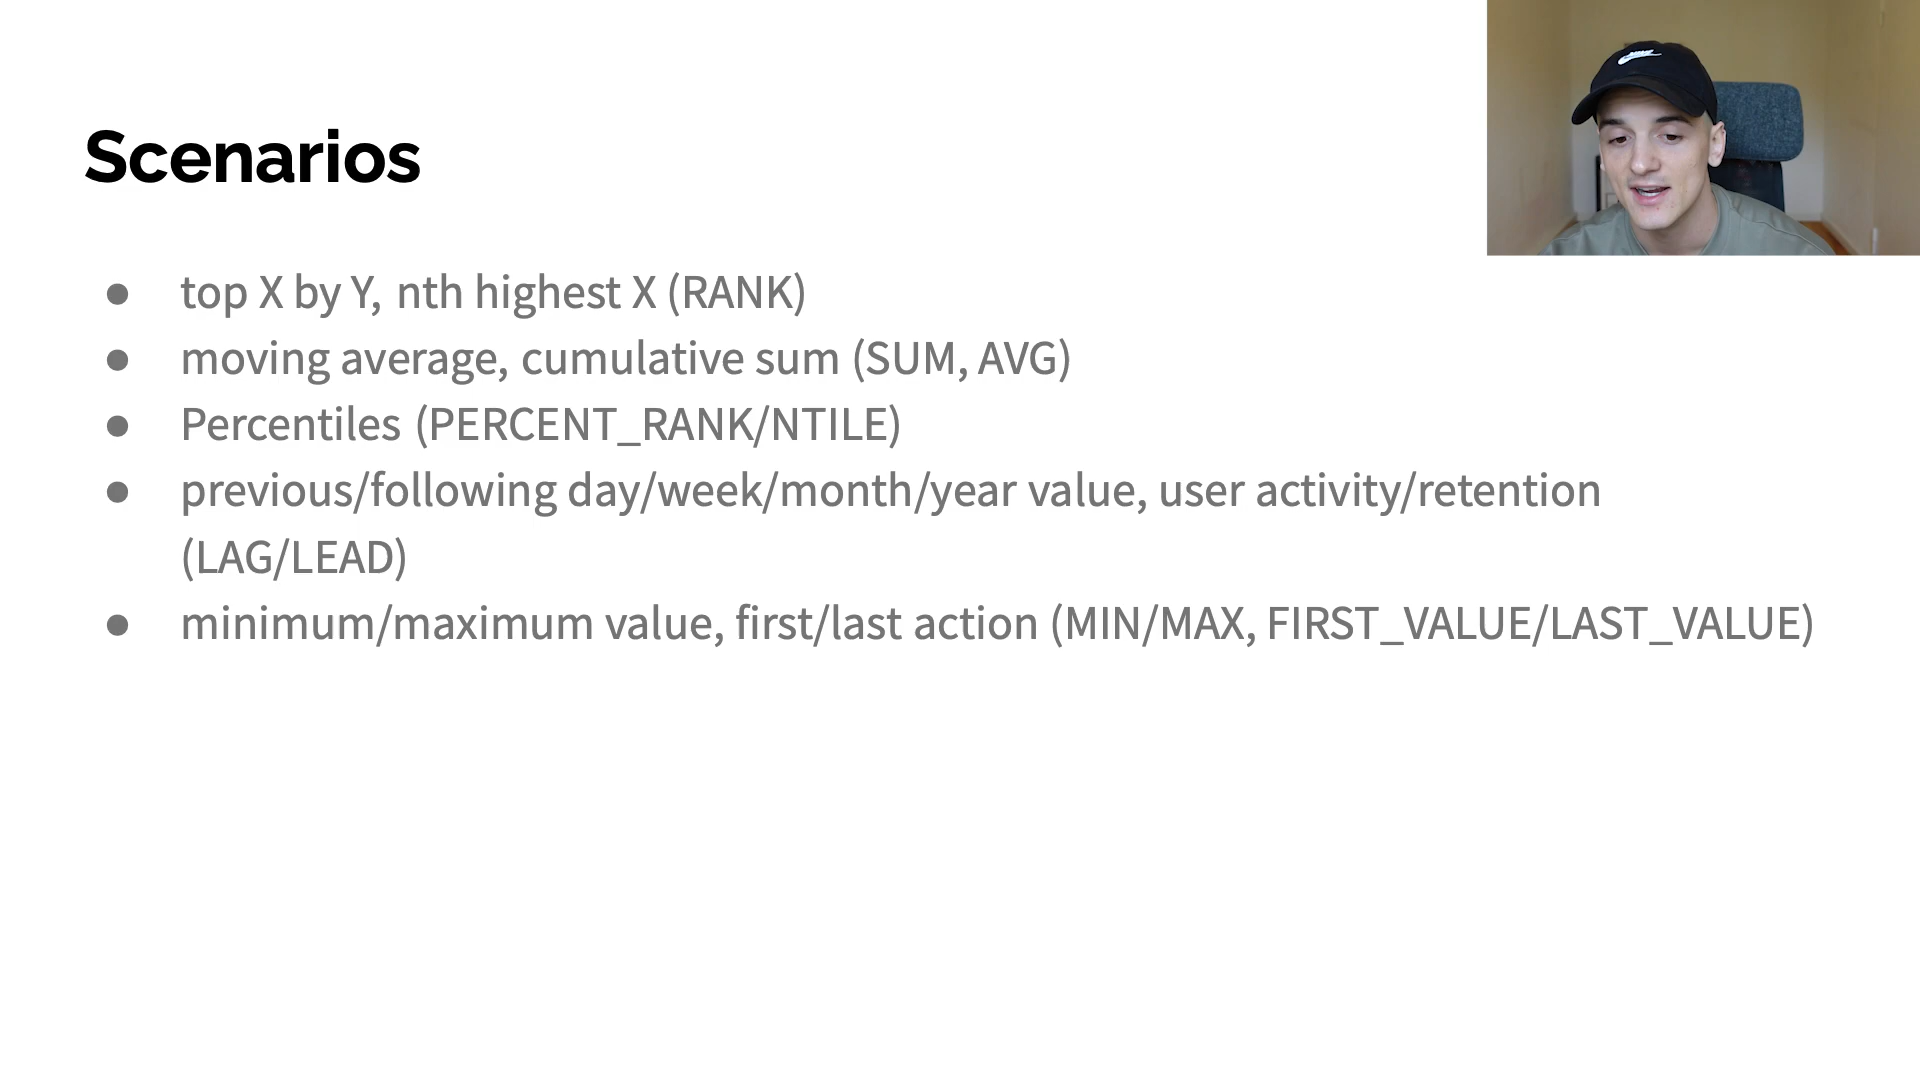 Scenarios
● top X by Y, nth highest X (RANK)
● moving average, cumulative sum (SUM, AVG)
● Percentiles (PERCENT_RANK/NTILE)
● previous/following day/week/month/year value, user activity/retention
(LAG/LEAD)
● minimum/maximum value, first/last action (MIN/MAX, FIRST_VALUE/LAST_VALUE)